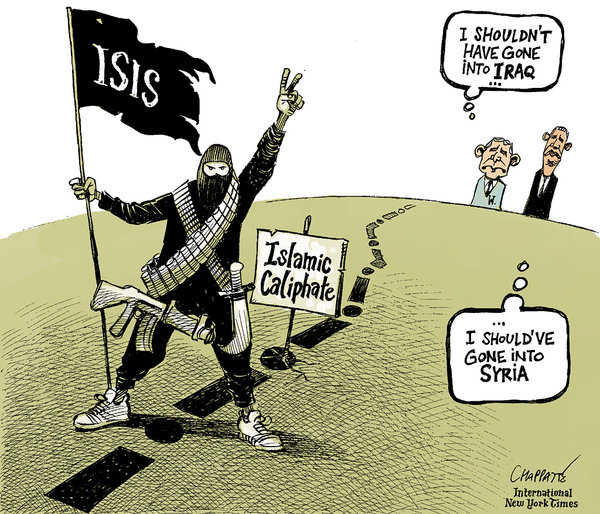 ISIS
I SHOULDN'T
HAVE GONE
INTO IRAQ
...
W
Islamic
Caliphate
...
I SHOULD'VE
GONE INTO
SYRIA
CHAPPATTE
International
New York Times